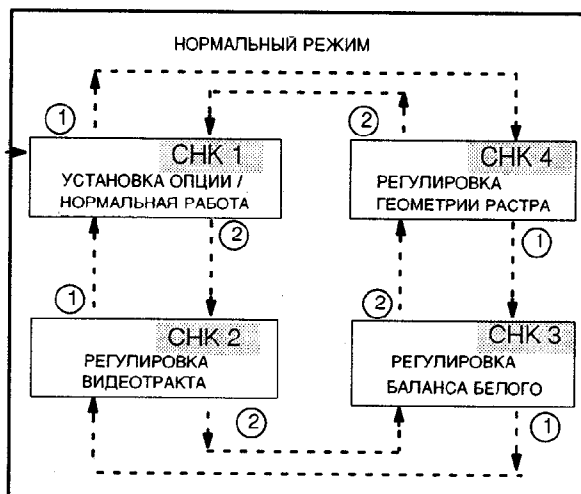 НОРМАЛЬНЫЙ РЕЖИМ
1
2
СНК 1
УСТАНОВКА ОПЦИИ /
НОРМАЛЬНАЯ РАБОТА
СНК 4
РЕГУЛИРОВКА
ГЕОМЕТРИИ РАСТРА
2
1
1
2
СНК 2
РЕГУЛИРОВКА
ВИДЕОТРАКТА
СНК 3
РЕГУЛИРОВКА
БАЛАНСА БЕЛОГО
2
1